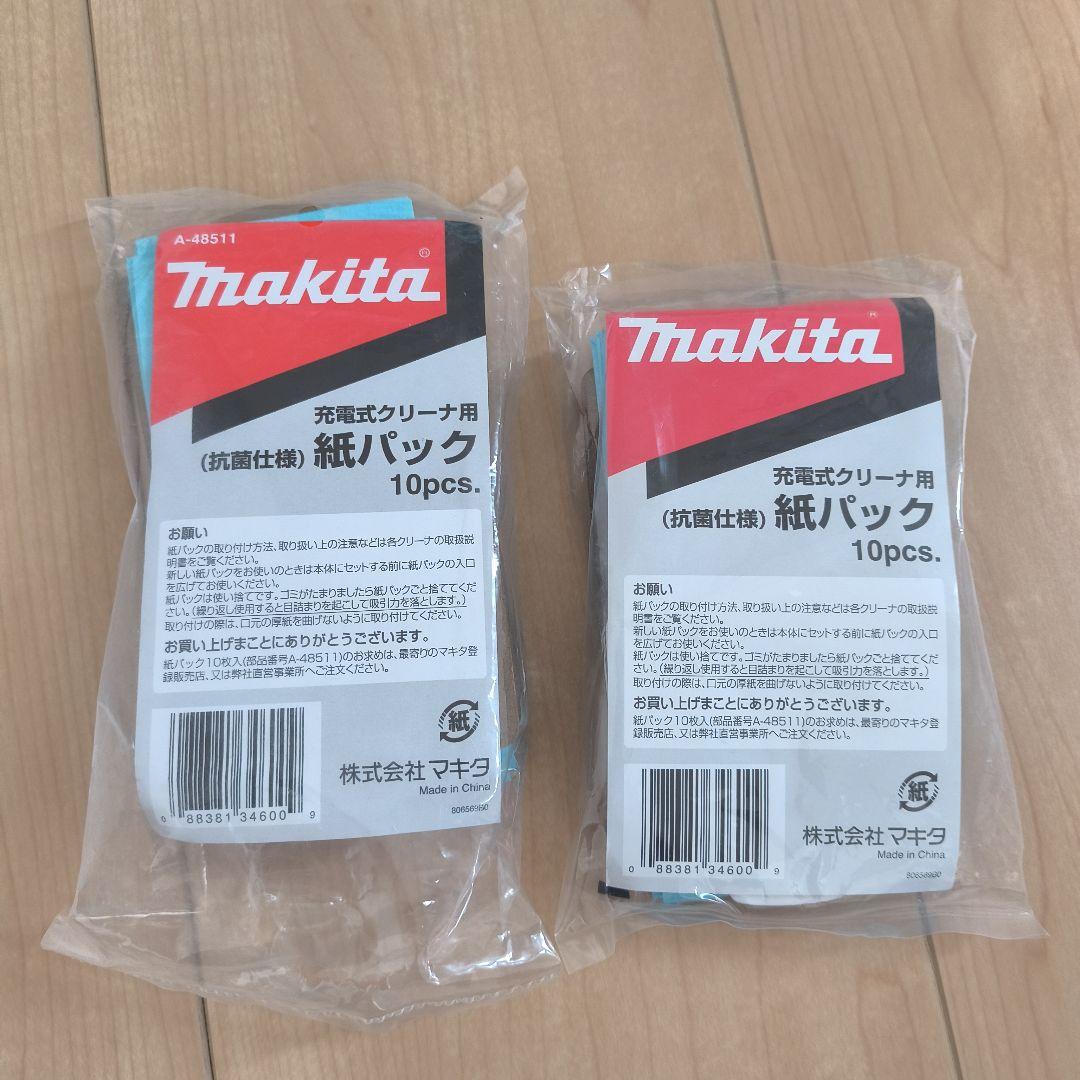 A-48511
makita®
充電式クリーナ用
(抗菌仕様) 紙パック
10pcs.
お願い
紙パックの取り付け方法、取り扱い上の注意などは各クリーナの取扱説
明書をご覧ください。
新しい紙パックをお使いのときは本体にセットする前に紙パックの入口
を広げてお使いください。
紙パックは使い捨てです。ゴミがたまりましたら紙パックごと捨ててくだ
さい。(繰り返し使用すると目詰まりを起こして吸引力を落とします。)
取り付けの際は、口元の厚紙を曲げないように取り付けてください。
お買い上げまことにありがとうございます。
紙パック10枚入(部品番号A-48511)のお求めは、最寄りのマキタ登
録販売店、又は弊社直営事業所へご注文ください。
紙
株式会社 マキタ
Made in China
0 88381 34600 9
806569B0
makita®
充電式クリーナ用
(抗菌仕様) 紙パック
10pcs.
お願い
紙パックの取り付け方法、取り扱い上の注意などは各クリーナの取扱説
明書をご覧ください。
新しい紙パックをお使いのときは本体にセットする前に紙パックの入口
を広げてお使いください。
紙パックは使い捨てです。ゴミがたまりましたら紙パックごと捨ててくだ
さい。(繰り返し使用すると目詰まりを起こして吸引力を落とします。)
取り付けの際は、口元の厚紙を曲げないように取り付けてください。
お買い上げまことにありがとうございます。
紙パック10枚入(部品番号A-48511)のお求めは、最寄りのマキタ登
録販売店、又は弊社直営事業所へご注文ください。
紙
株式会社 マキタ
Made in China
0 88381 34600 9
806569B0